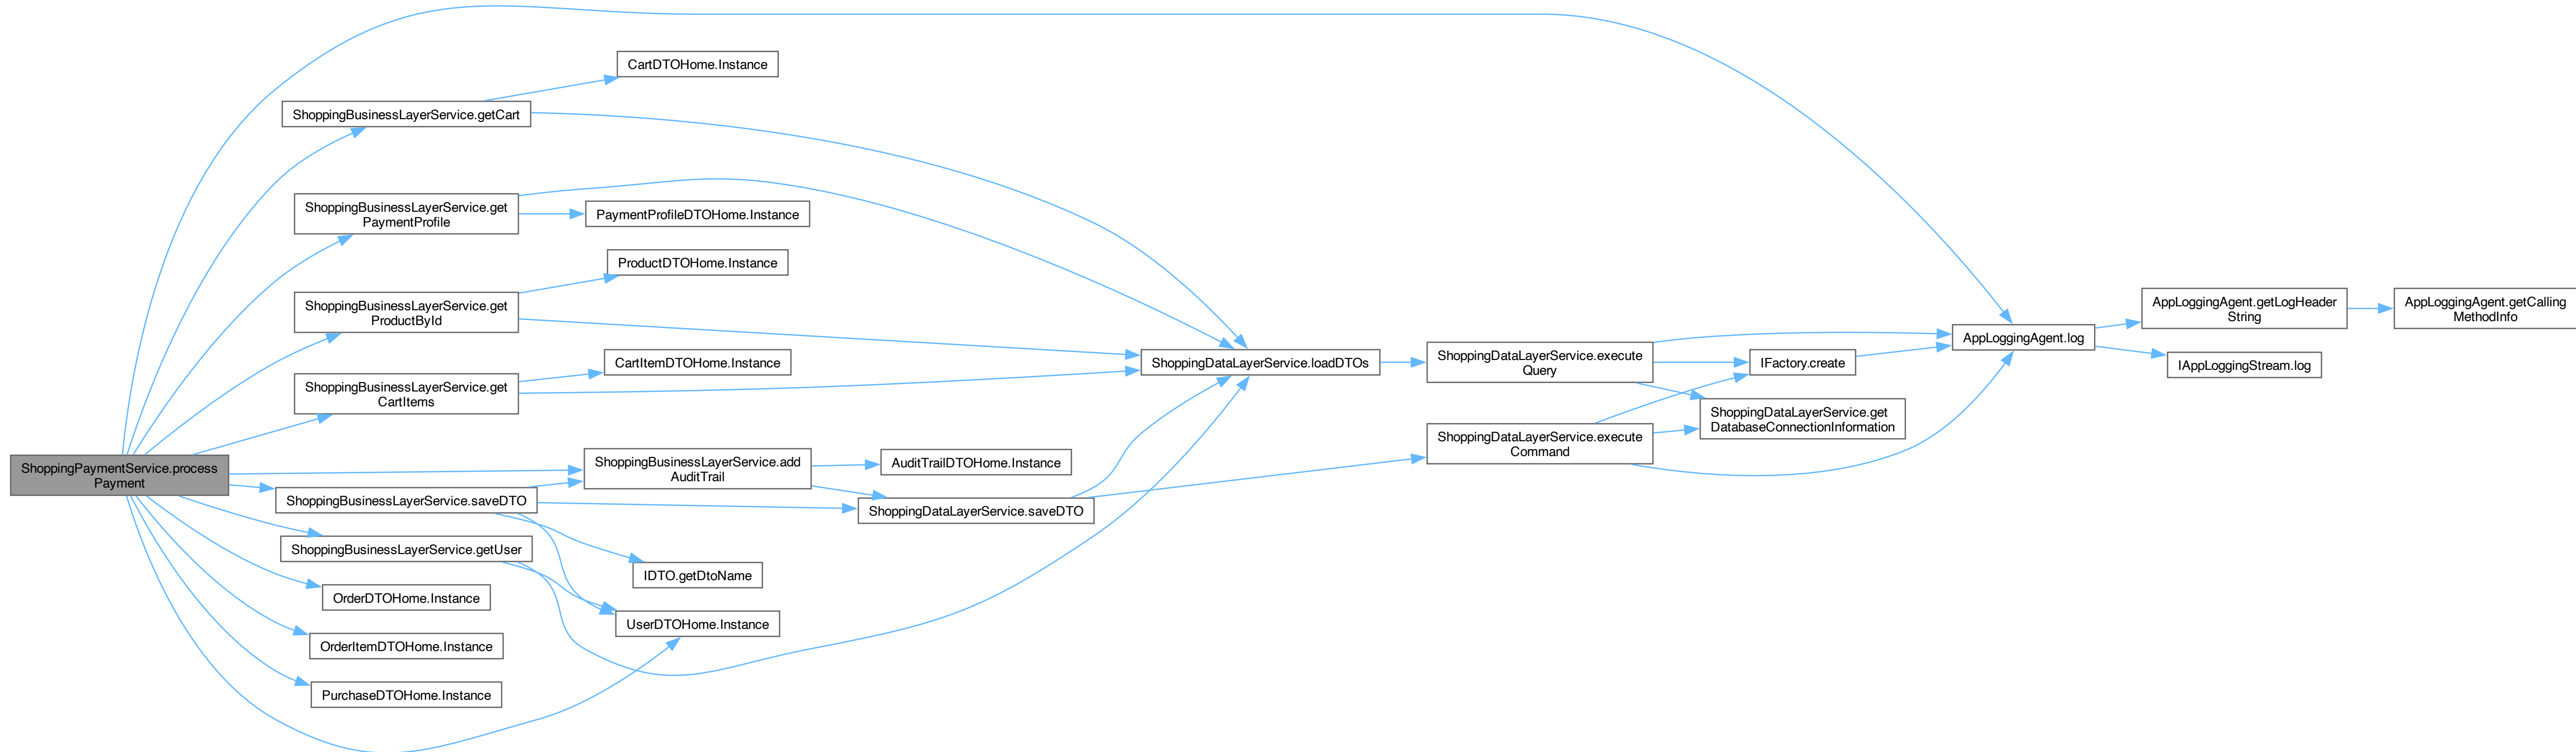 ShoppingPaymentService.process
Payment
ShoppingBusinessLayerService.getCart
CartDTOHome.Instance
ShoppingBusinessLayerService.get
PaymentProfile
PaymentProfileDTOHome.Instance
ShoppingBusinessLayerService.get
ProductById
ProductDTOHome.Instance
ShoppingBusinessLayerService.get
CartItems
CartItemDTOHome.Instance
ShoppingBusinessLayerService.add
AuditTrail
AuditTrailDTOHome.Instance
ShoppingBusinessLayerService.saveDTO
ShoppingDataLayerService.saveDTO
ShoppingBusinessLayerService.getUser
IDTO.getDtoName
UserDTOHome.Instance
OrderDTOHome.Instance
OrderItemDTOHome.Instance
PurchaseDTOHome.Instance
ShoppingDataLayerService.loadDTOs
ShoppingDataLayerService.execute
Query
ShoppingDataLayerService.execute
Command
IFactory.create
ShoppingDataLayerService.get
DatabaseConnectionInformation
AppLoggingAgent.log
AppLoggingAgent.getLogHeader
String
IAppLoggingStream.log
AppLoggingAgent.getCalling
MethodInfo